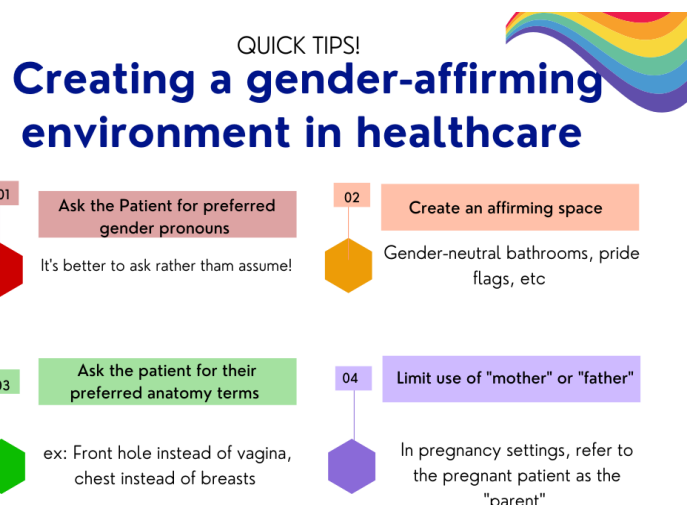 QUICK TIPS!
Creating a gender-affirming
environment in healthcare
01
Ask the Patient for preferred
gender pronouns
It's better to ask rather tham assume!
02
Create an affirming space
Gender-neutral bathrooms, pride
flags, etc
03
Ask the patient for their
preferred anatomy terms
ex: Front hole instead of vagina,
chest instead of breasts
04
Limit use of "mother" or "father"
In pregnancy settings, refer to
the pregnant patient as the
"parent"